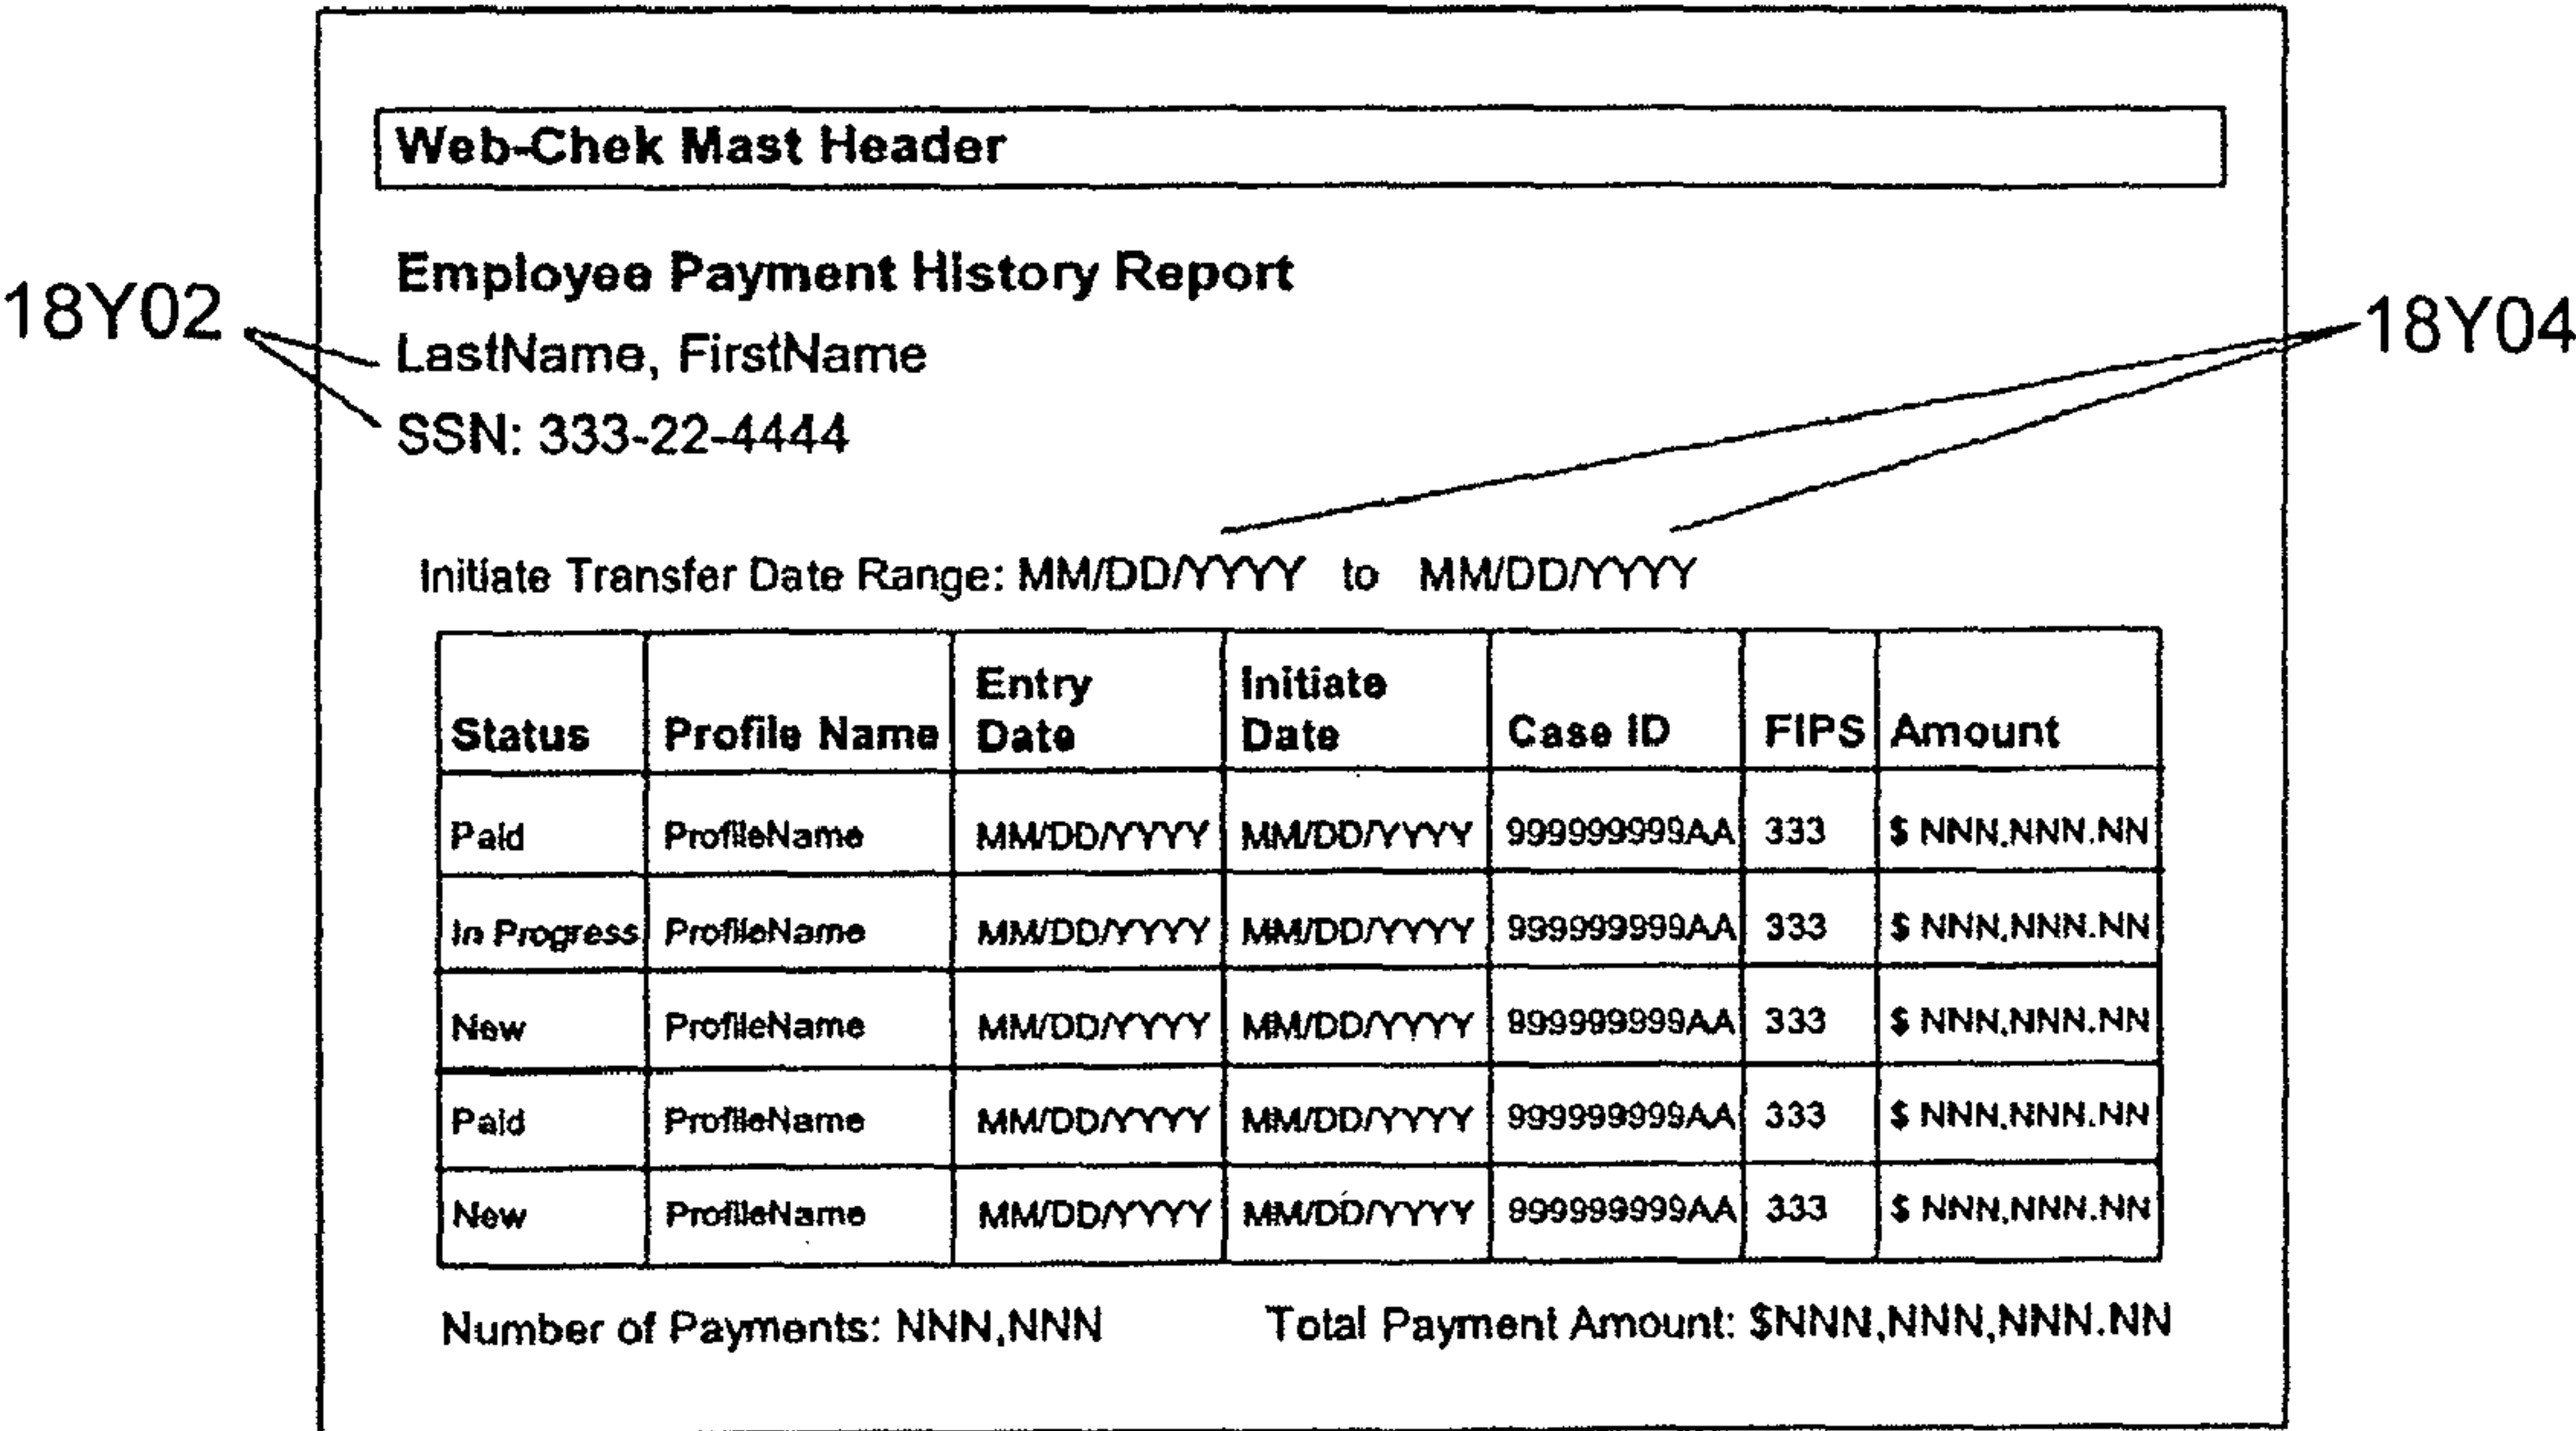 Web-Chek Mast Header
Employee Payment History Report
18Y02
LastName, FirstName
18Y04
SSN: 333-22-4444
Initiate Transfer Date Range: MM/DD/YYYY to MM/DD/YYYY
Status Profile Name Entry Date Initiate Date Case ID FIPS Amount
Paid ProfileName MM/DD/YYYY MM/DD/YYYY 999999999AA 333 $ NNN,NNN.NN
In Progress ProfileName MM/DD/YYYY MM/DD/YYYY 999999999AA 333 $ NNN,NNN.NN
New ProfileName MM/DD/YYYY MM/DD/YYYY 999999999AA 333 $ NNN,NNN.NN
Paid ProfileName MM/DD/YYYY MM/DD/YYYY 999999999AA 333 $ NNN,NNN.NN
New ProfileName MM/DD/YYYY MM/DD/YYYY 999999999AA 333 $ NNN,NNN.NN
Number of Payments: NNN,NNN Total Payment Amount: $NNN,NNN,NNN.NN